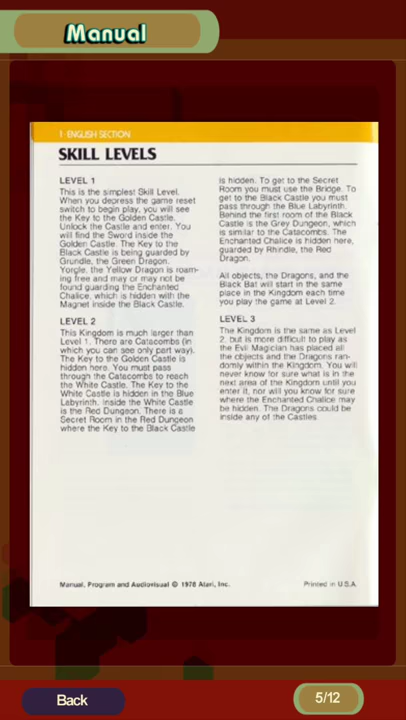 Manual
1-ENGLISH SECTION
SKILL LEVELS
LEVEL 1
This is the simplest Skill Level.
When you depress the game reset
switch to begin play, you will see
the Key to the Golden Castle.
Unlock the Castle and enter. You
will find the Sword inside the
Golden Castle. The Key to the
Black Castle is being guarded by
Grundle, the Green Dragon.
Yorgle, the Yellow Dragon is roam-
ing free and may or may not be
found guarding the Enchanted
Chalice, which is hidden with the
Magnet inside the Black Castle.
LEVEL 2
This Kingdom is much larger than
Level 1. There are Catacombs (in
which you can see only part way).
The Key to the Golden Castle is
hidden here. You must pass
through the Catacombs to reach
the White Castle. The Key to the
White Castle is hidden in the Blue
Labyrinth. Inside the White Castle
is the Red Dungeon. There is a
Secret Room in the Red Dungeon
where the Key to the Black Castle
is hidden. To get to the Secret
Room you must use the Bridge. To
get to the Black Castle you must
pass through the Blue Labyrinth.
Behind the first room of the Black
Castle is the Grey Dungeon, which
is similar to the Catacombs. The
Enchanted Chalice is hidden here,
guarded by Rhindle, the Red
Dragon.
All objects, the Dragons, and the
Black Bat will start in the same
place in the Kingdom each time
you play the game at Level 2.
LEVEL 3
The Kingdom is the same as Level
2, but is more difficult to play as
the Evil Magician has placed all
the objects and the Dragons ran-
domly within the Kingdom. You will
never know for sure what is in the
next area of the Kingdom until you
enter it, nor will you know for sure
where the Enchanted Chalice may
be hidden. The Dragons could be
inside any of the Castles.
Manual, Program and Audiovisual © 1978 Atari, Inc.
Printed in U.S.A.
Back
5/12